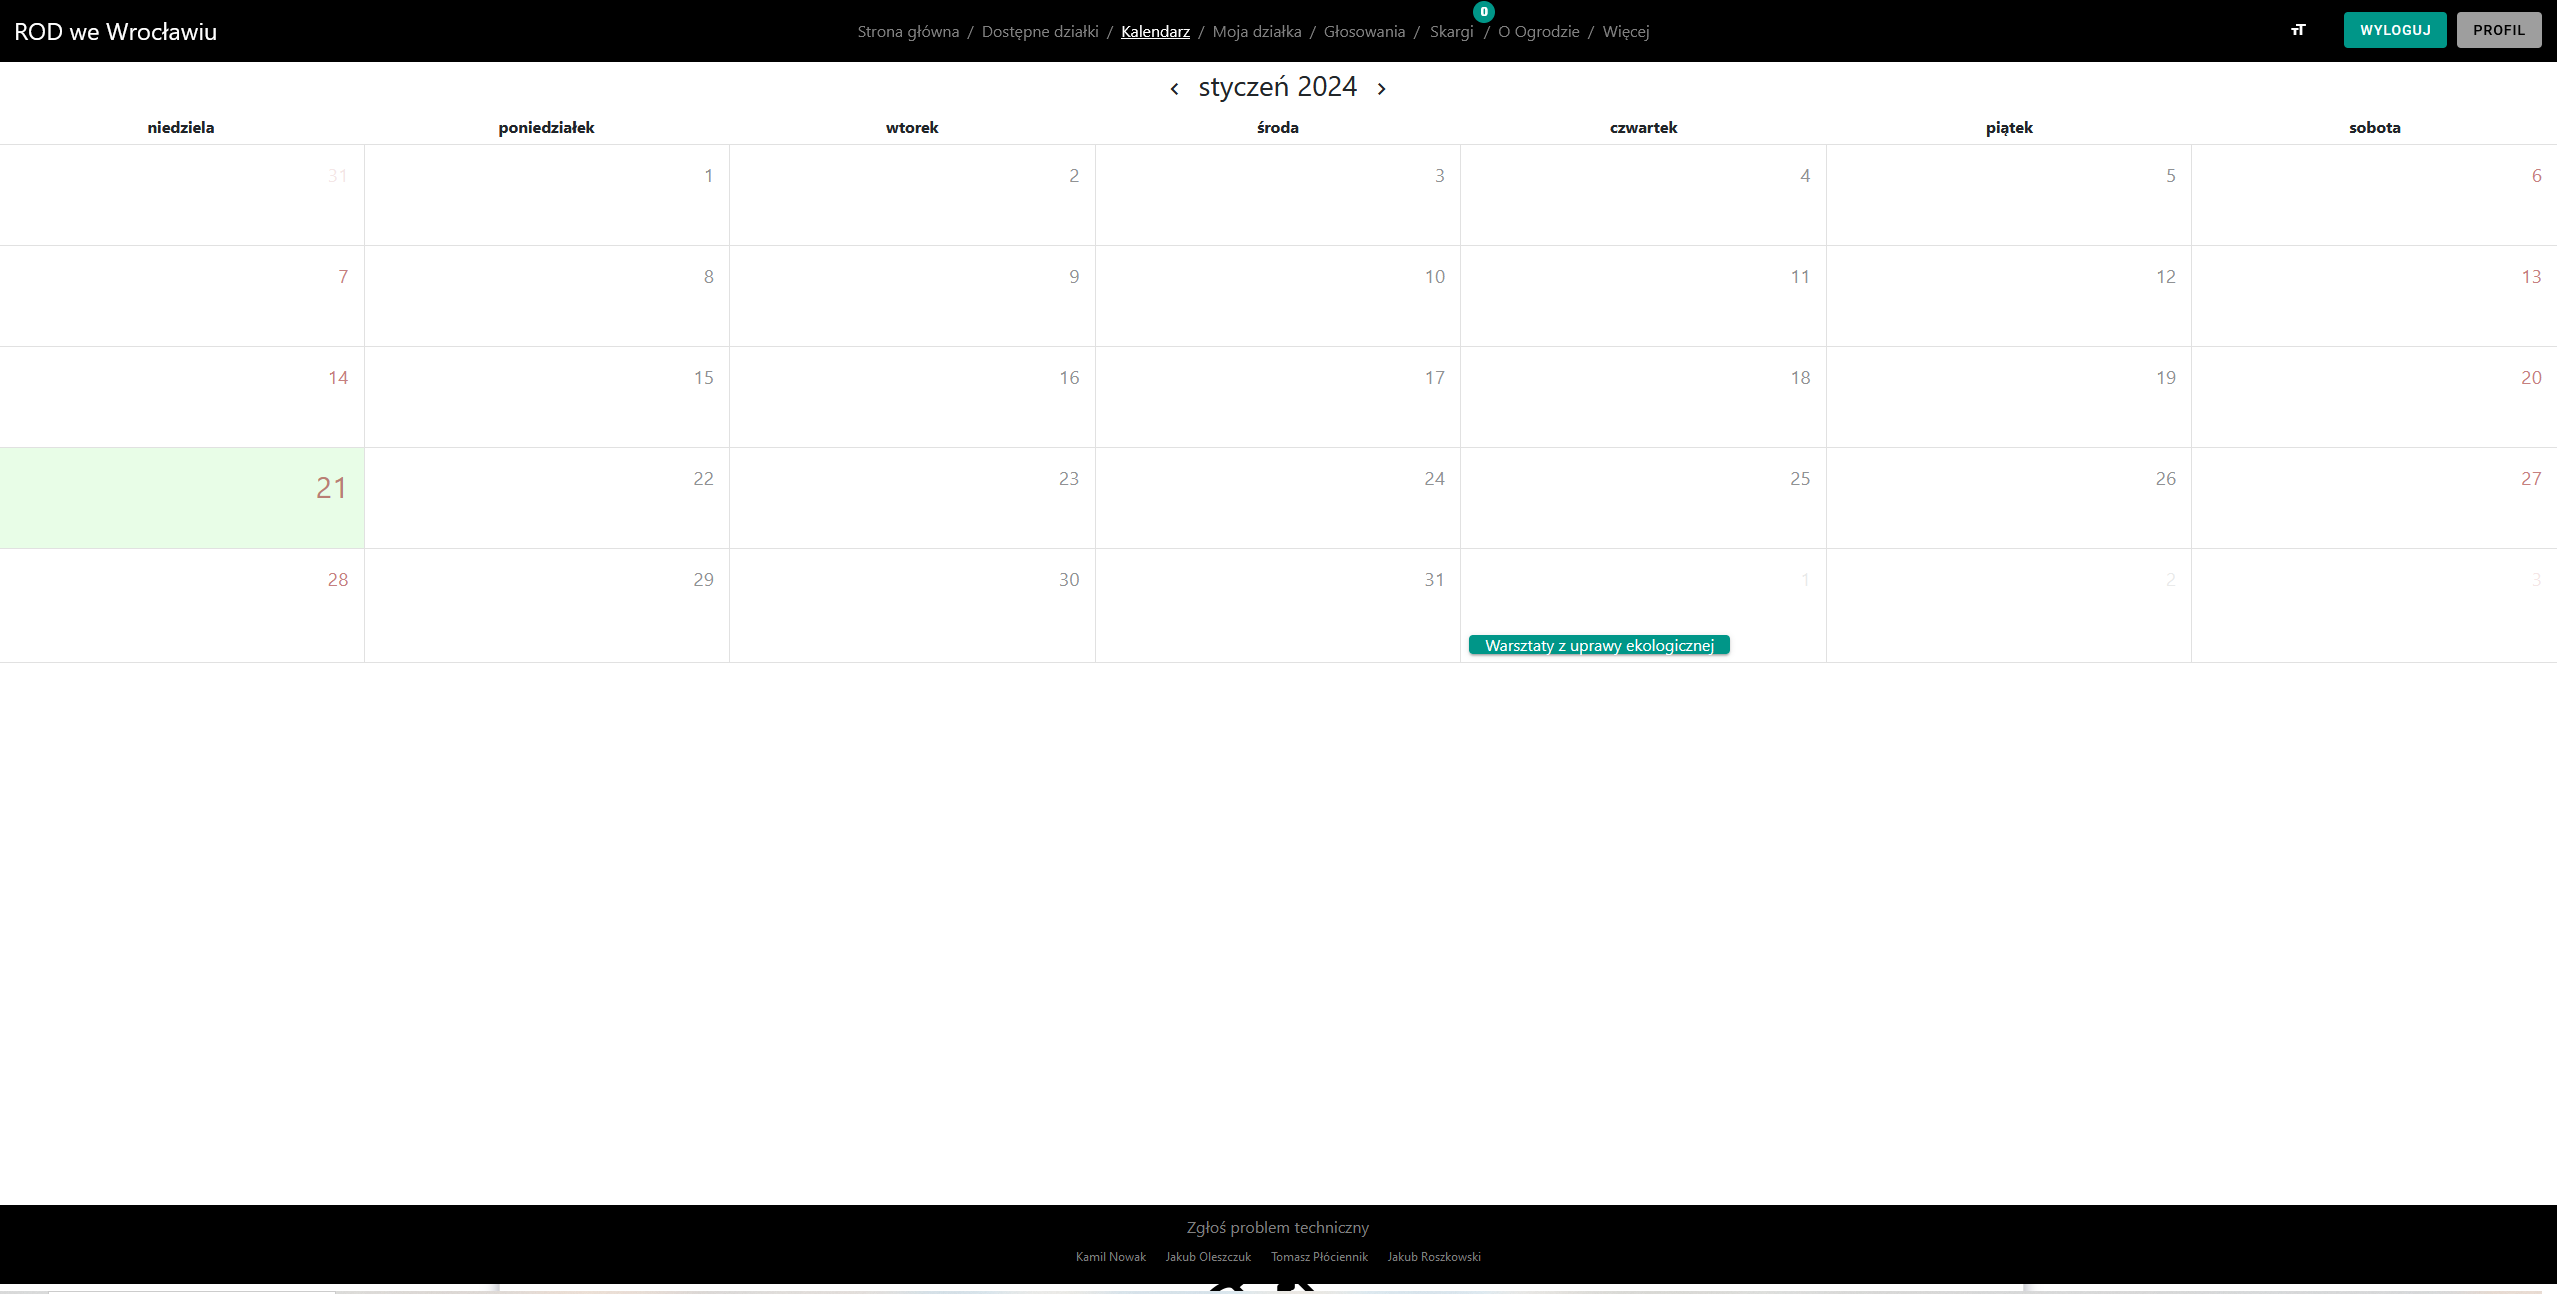 ROD we Wrocławiu
Strona główna / Dostępne działki / Kalendarz / Moja działka / Głosowania / Skargi 0 / O Ogrodzie / Więcej
WYLOGUJ PROFIL
styczeń 2024
niedziela poniedziałek wtorek środa czwartek piątek sobota
31 1 2 3 4 5 6
7 8 9 10 11 12 13
14 15 16 17 18 19 20
21 22 23 24 25 26 27
28 29 30 31 1 2 3
Warsztaty z uprawy ekologicznej
Zgłoś problem techniczny
Kamil Nowak Jakub Oleszczuk Tomasz Płóciennik Jakub Roszkowski